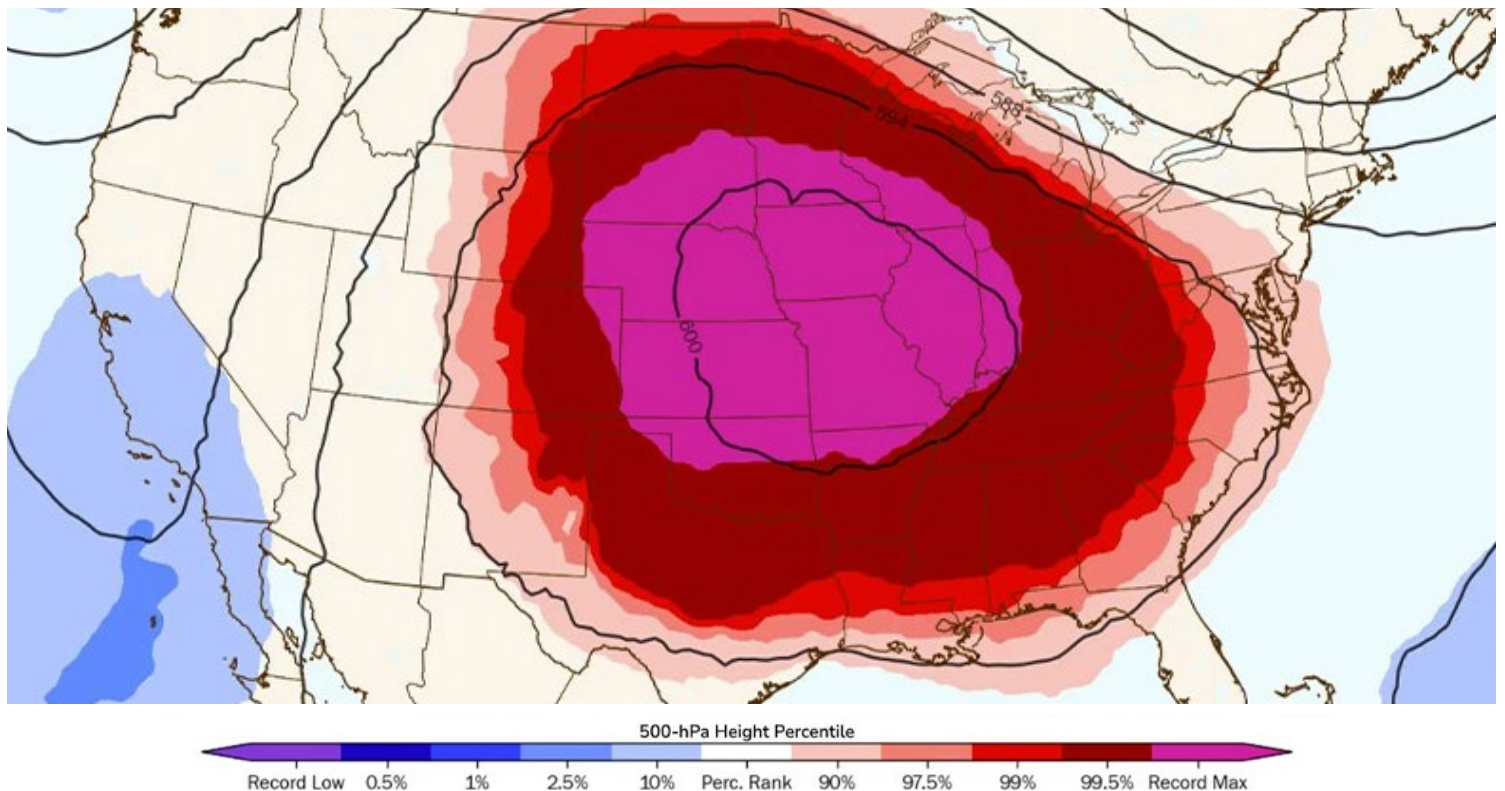 588
594
600
500-hPa Height Percentile
Record Low 0.5% 1% 2.5% 10% Perc. Rank 90% 97.5% 99% 99.5% Record Max